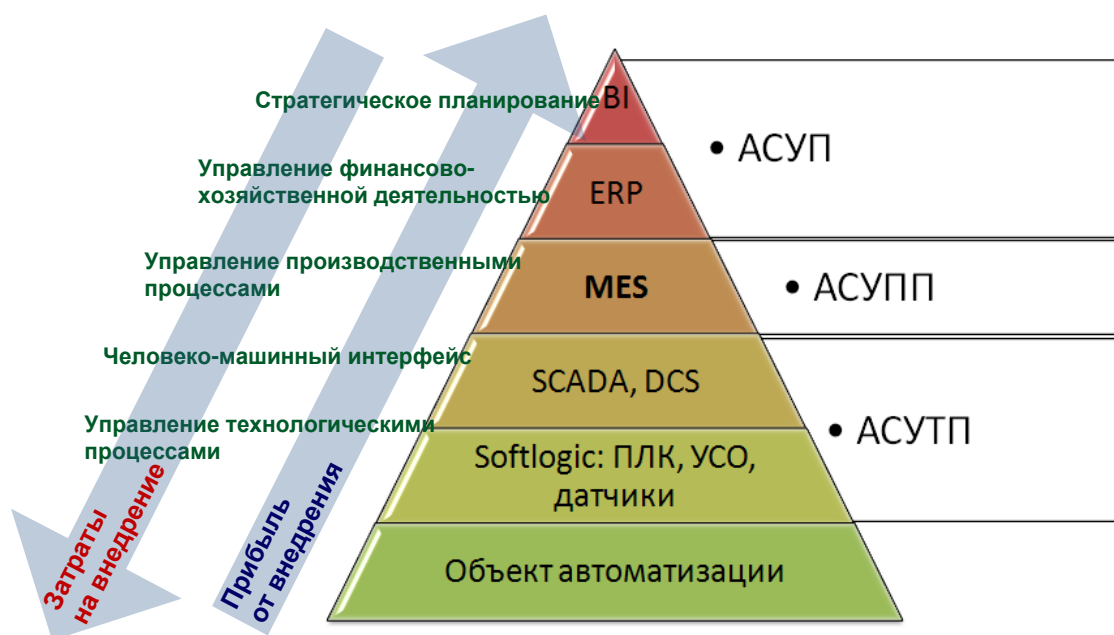 Стратегическое планирование
BI
• АСУП
Управление финансово-
хозяйственной деятельностью
ERP
Управление производственными
процессами
MES
• АСУПП
Человеко-машинный интерфейс
SCADA, DCS
• АСУТП
Управление технологическими
процессами
Softlogic: ПЛК, УСО,
датчики
Затраты
на внедрение
Прибыль
от внедрения
Объект автоматизации